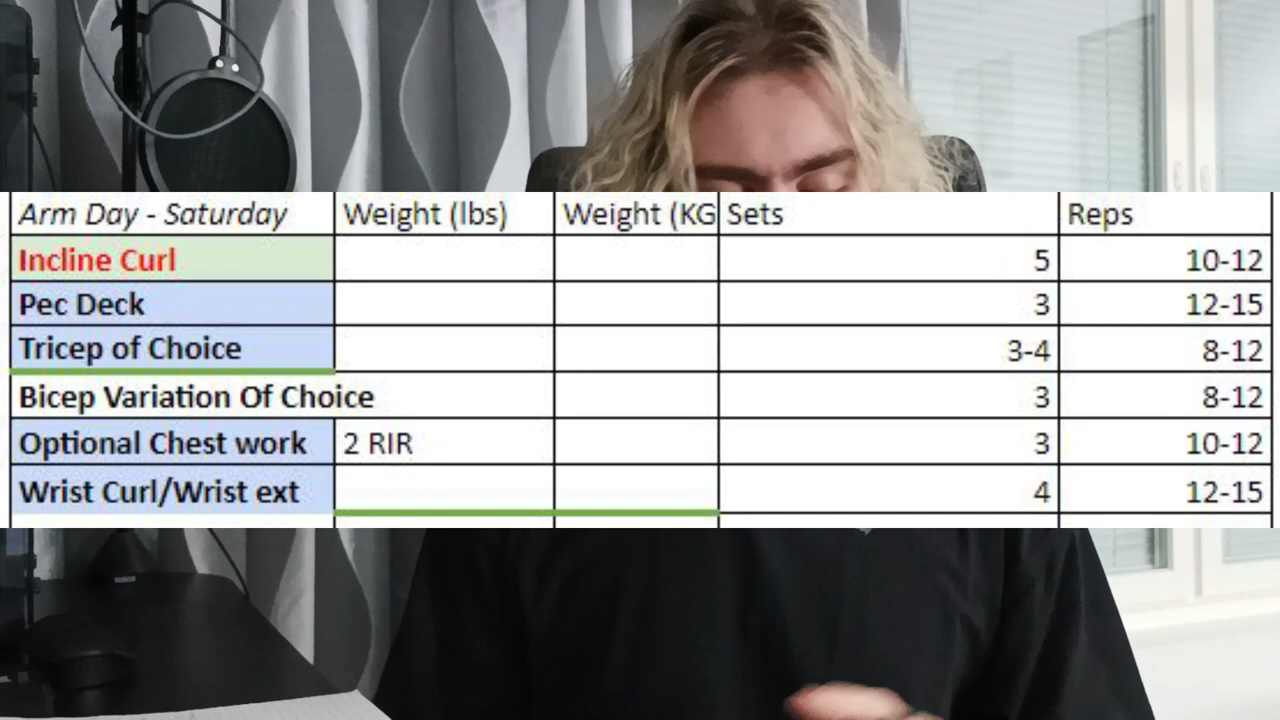 Arm Day - Saturday Weight (lbs) Weight (KG Sets Reps
Incline Curl 5 10-12
Pec Deck 3 12-15
Tricep of Choice 3-4 8-12
Bicep Variation Of Choice 3 8-12
Optional Chest work 2 RIR 3 10-12
Wrist Curl/Wrist ext 4 12-15